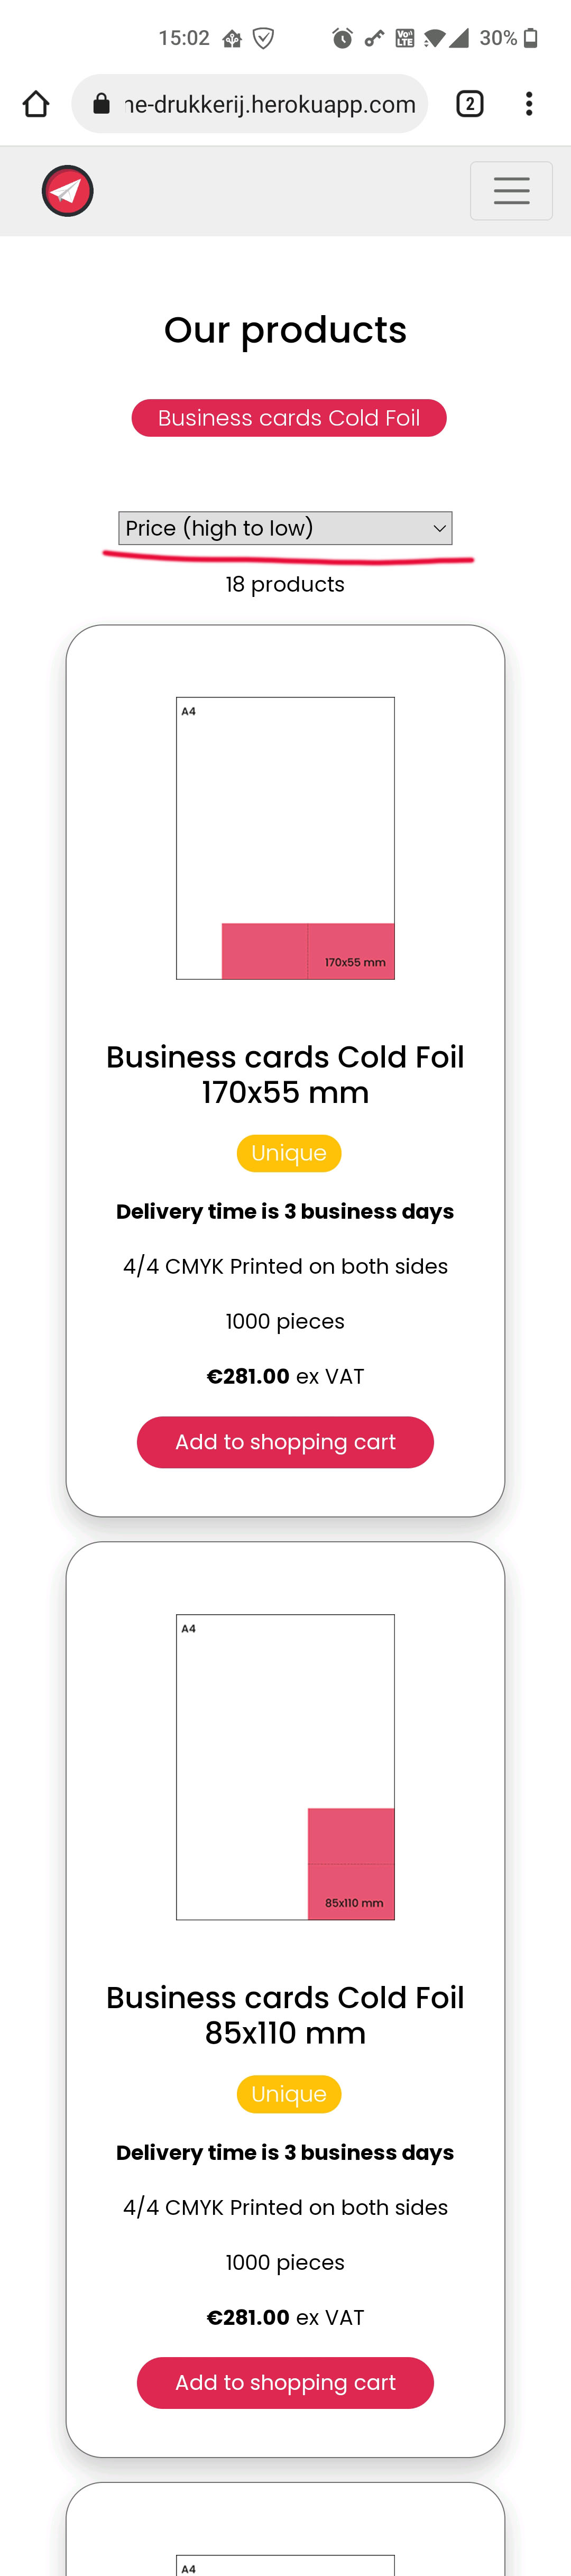 15:02
VoLTE
30%
ne-drukkerij.herokuapp.com
2
Our products
Business cards Cold Foil
Price (high to low)
18 products
A4
170x55 mm
Business cards Cold Foil
170x55 mm
Unique
Delivery time is 3 business days
4/4 CMYK Printed on both sides
1000 pieces
€281.00 ex VAT
Add to shopping cart
A4
85x110 mm
Business cards Cold Foil
85x110 mm
Unique
Delivery time is 3 business days
4/4 CMYK Printed on both sides
1000 pieces
€281.00 ex VAT
Add to shopping cart
A4